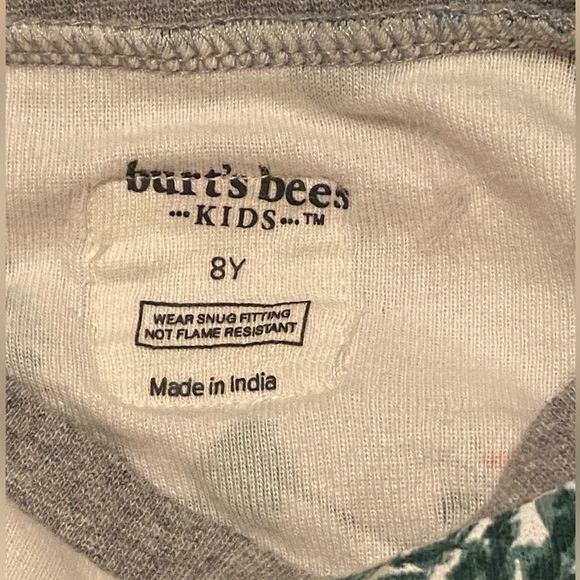 burt's bees
···KIDS···™
8Y
WEAR SNUG FITTING
NOT FLAME RESISTANT
Made in India